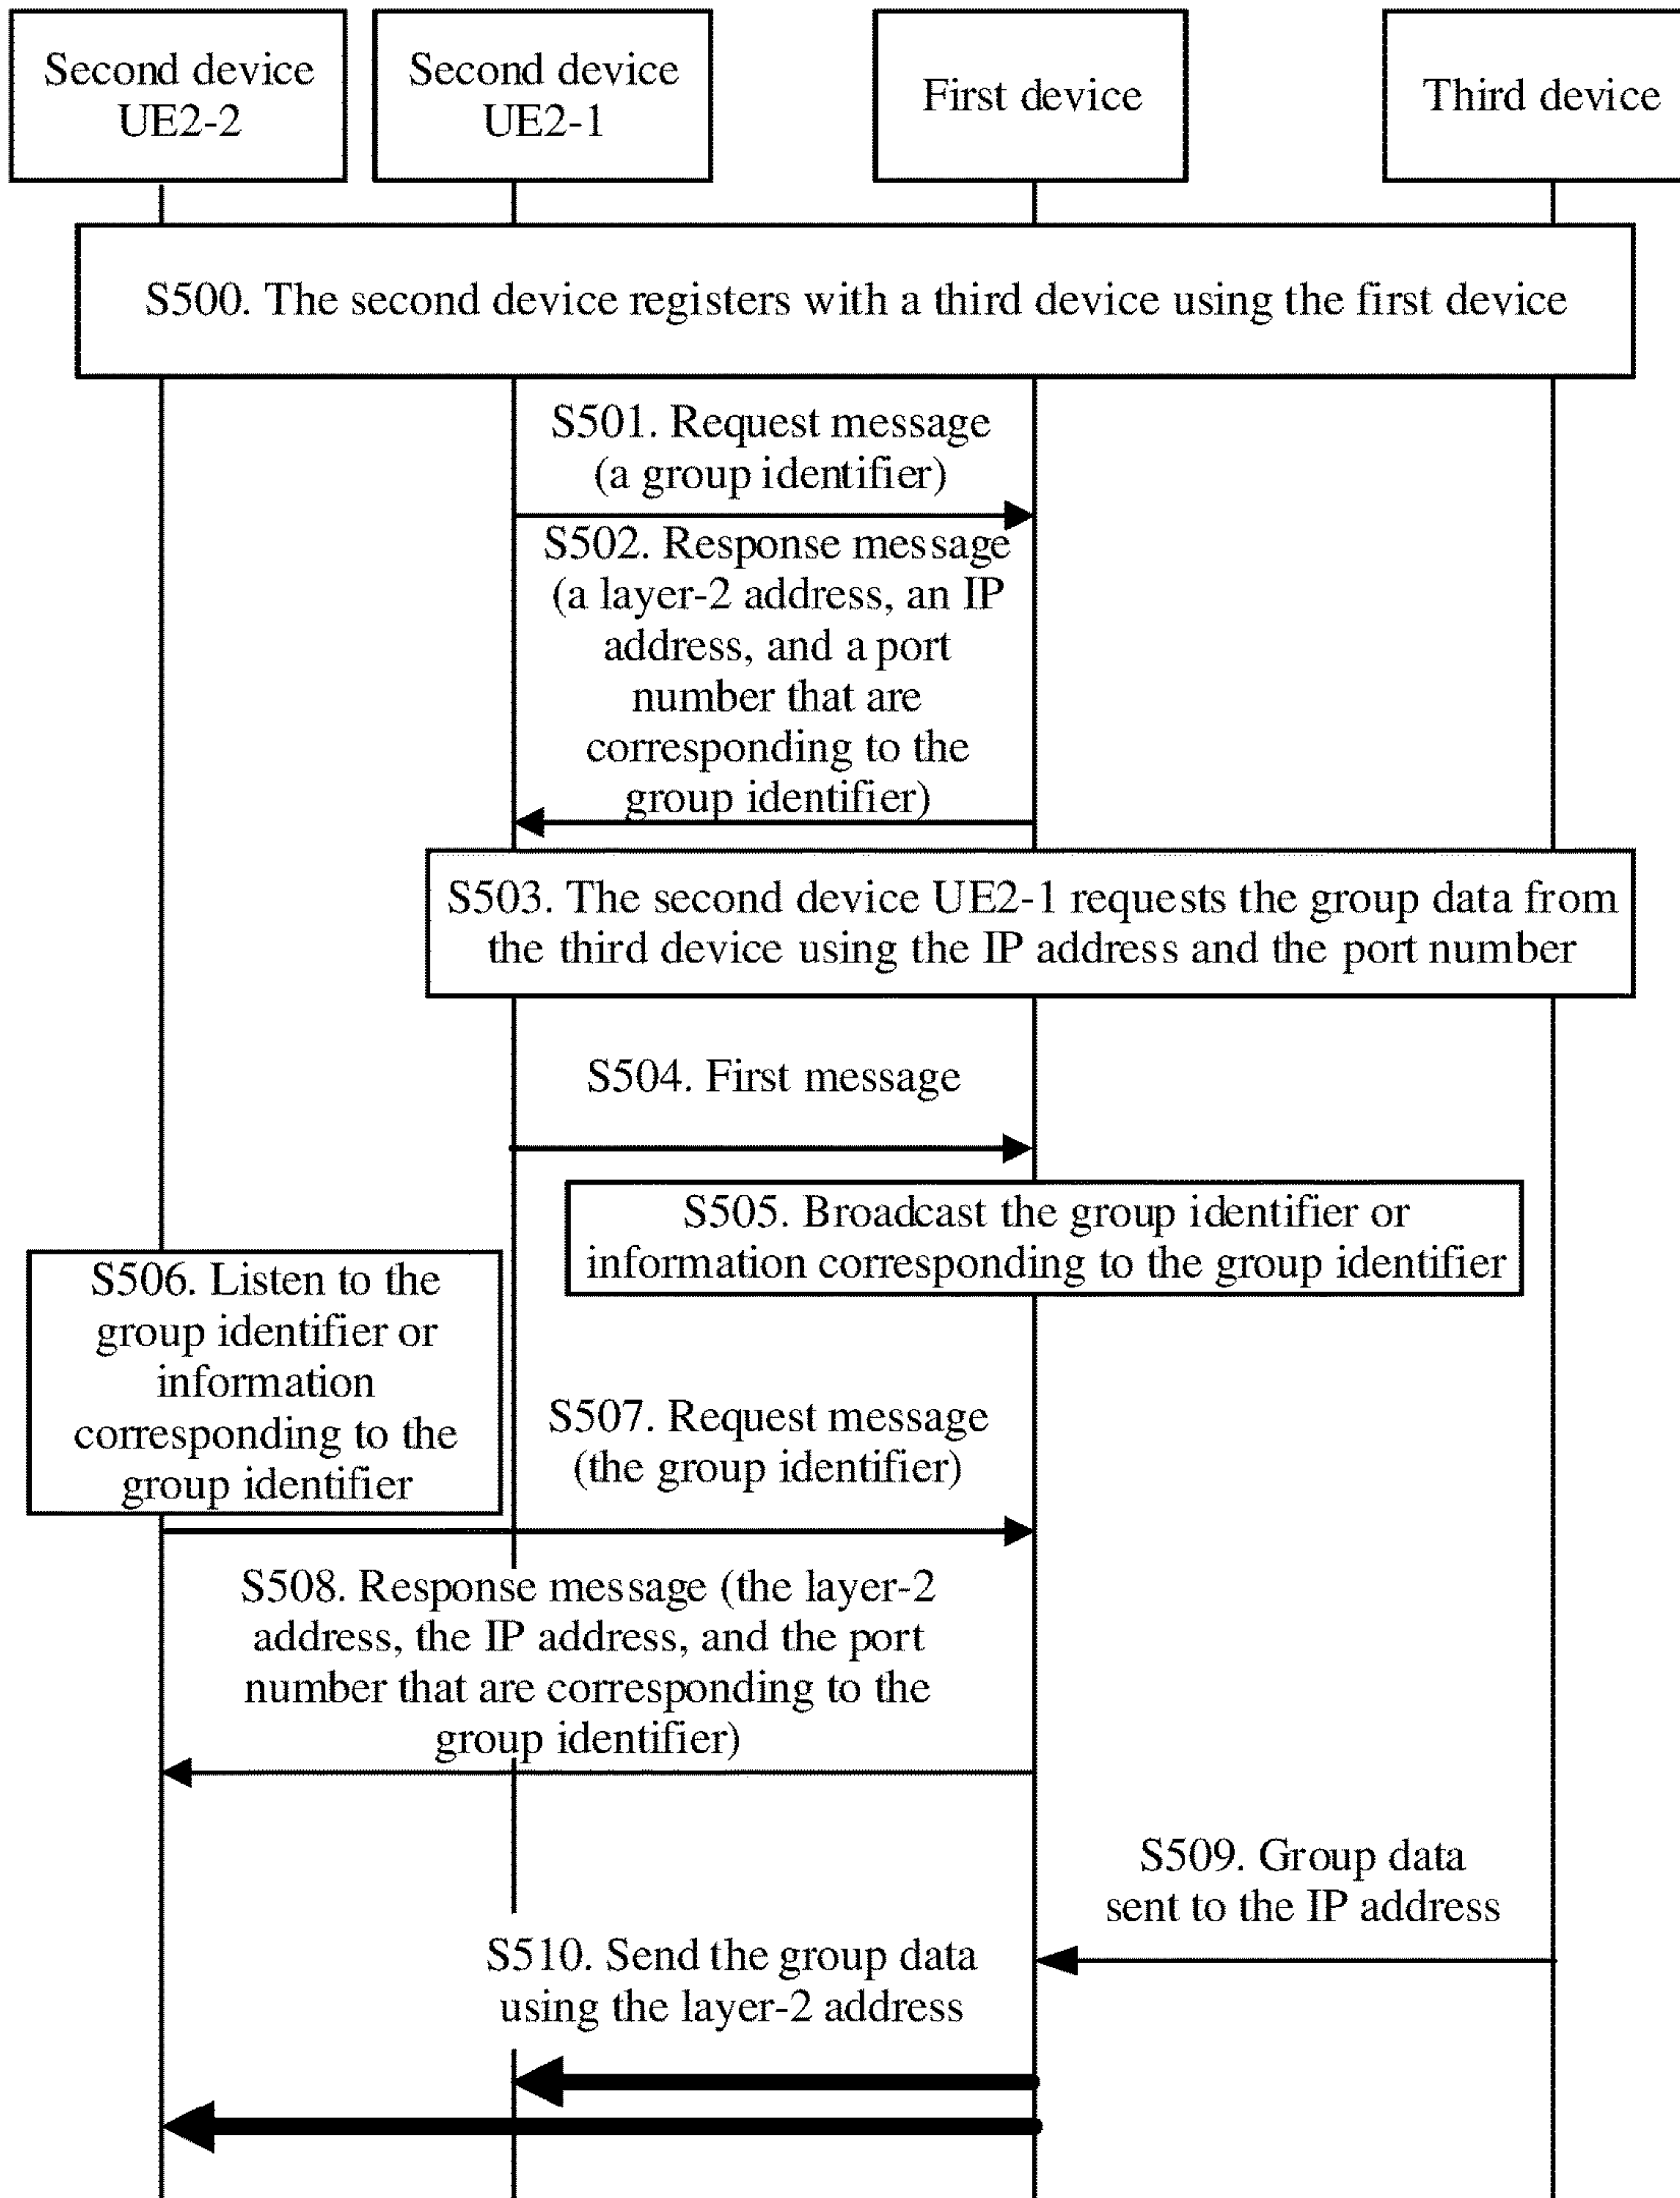 Second device
UE2-2
Second device
UE2-1
First device
Third device
S500. The second device registers with a third device using the first device
S501. Request message
(a group identifier)
S502. Response message
(a layer-2 address, an IP
address, and a port
number that are
corresponding to the
group identifier)
S503. The second device UE2-1 requests the group data from
the third device using the IP address and the port number
S504. First message
S505. Broadcast the group identifier or
information corresponding to the group identifier
S506. Listen to the
group identifier or
information
corresponding to the
group identifier
S507. Request message
(the group identifier)
S508. Response message (the layer-2
address, the IP address, and the port
number that are corresponding to the
group identifier)
S509. Group data
sent to the IP address
S510. Send the group data
using the layer-2 address